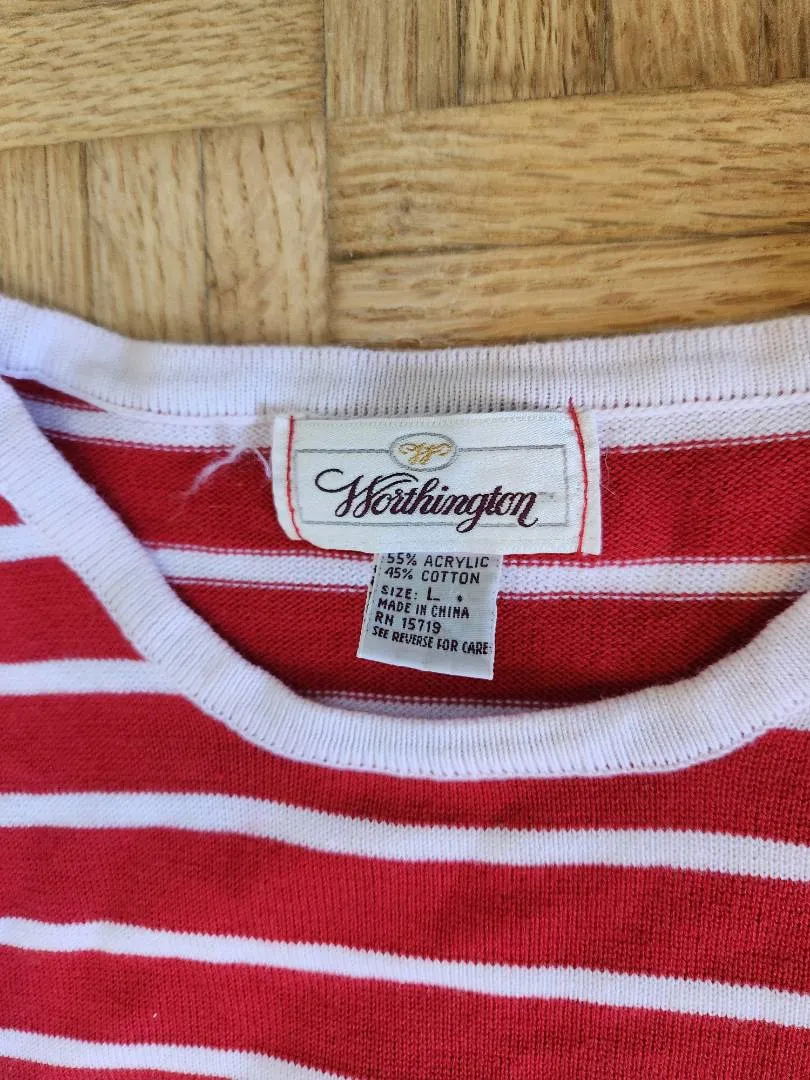 W
Worthington
55% ACRYLIC
45% COTTON
SIZE: L
MADE IN CHINA
RN 15719
SEE REVERSE FOR CARE